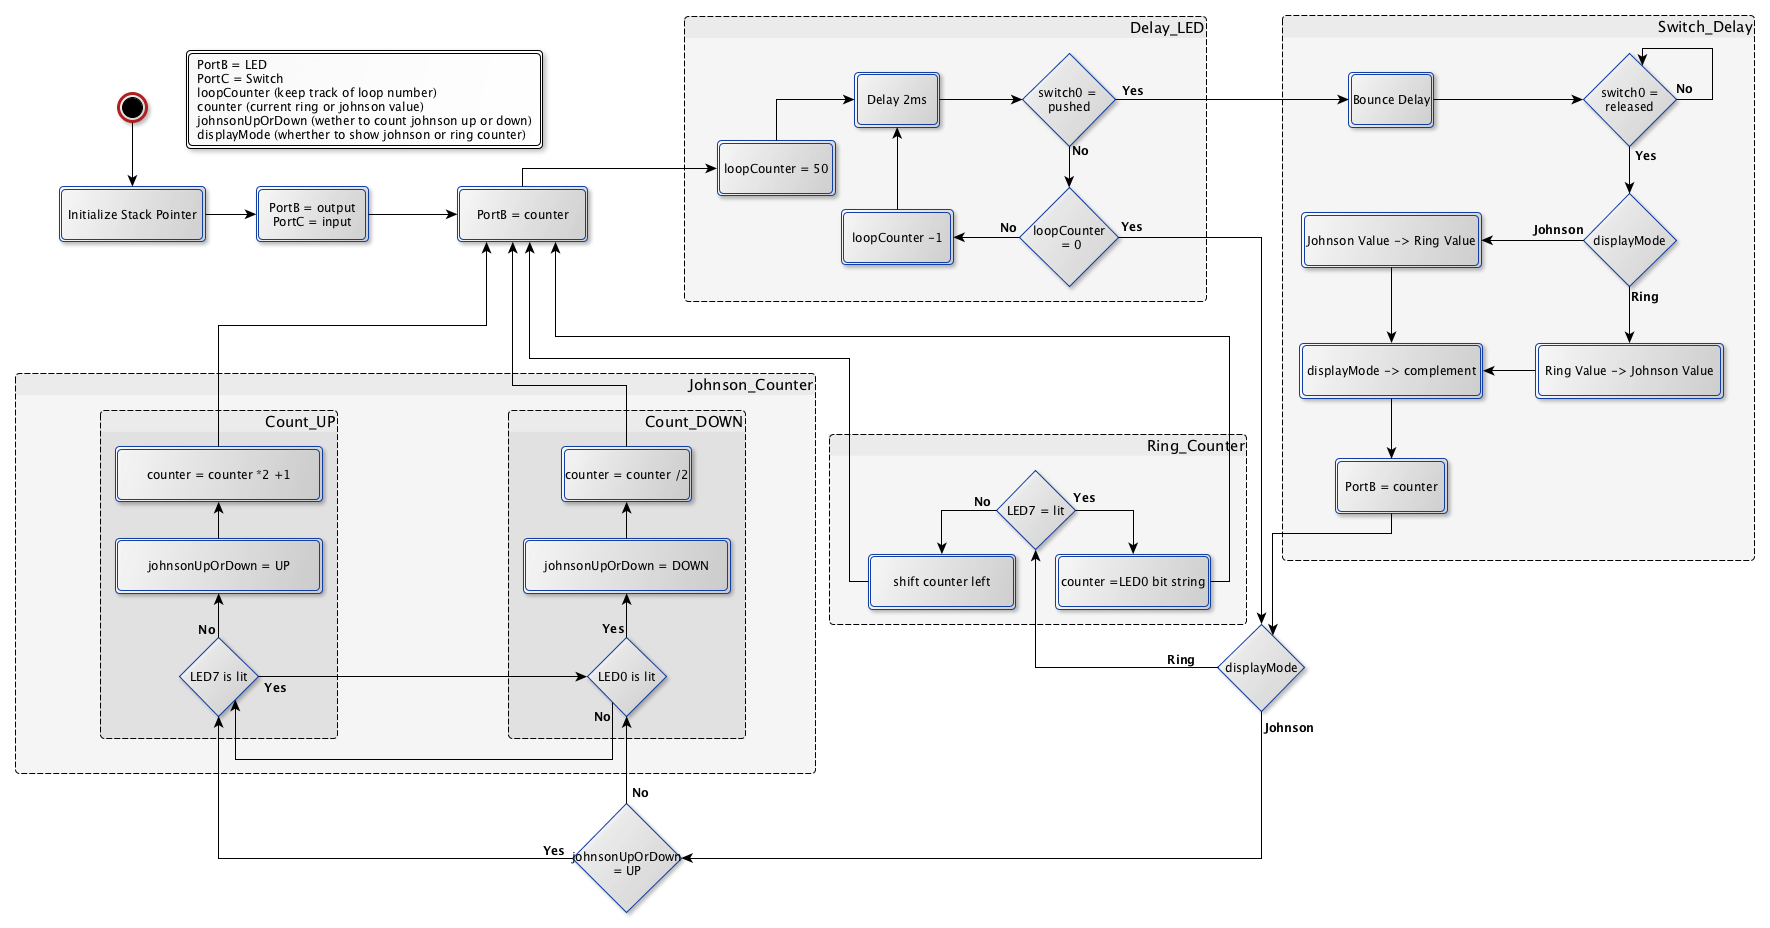 PortB = LED
PortC = Switch
loopCounter (keep track of loop number)
counter (current ring or johnson value)
johnsonUpOrDown (wether to count johnson up or down)
displayMode (wherther to show johnson or ring counter)
Initialize Stack Pointer
PortB = output
PortC = input
PortB = counter
Delay_LED
loopCounter = 50
Delay 2ms
switch0 =
pushed
Yes
No
loopCounter
= 0
No
Yes
loopCounter -1
Switch_Delay
Bounce Delay
switch0 =
released
No
Yes
displayMode
Johnson
Ring
Johnson Value -> Ring Value
Ring Value -> Johnson Value
displayMode -> complement
PortB = counter
Johnson_Counter
Count_UP
counter = counter *2 +1
johnsonUpOrDown = UP
No
LED7 is lit
Yes
Count_DOWN
counter = counter /2
johnsonUpOrDown = DOWN
Yes
LED0 is lit
No
Ring_Counter
LED7 = lit
No
Yes
shift counter left
counter =LED0 bit string
displayMode
Ring
Johnson
No
Yes
johnsonUpOrDown
= UP